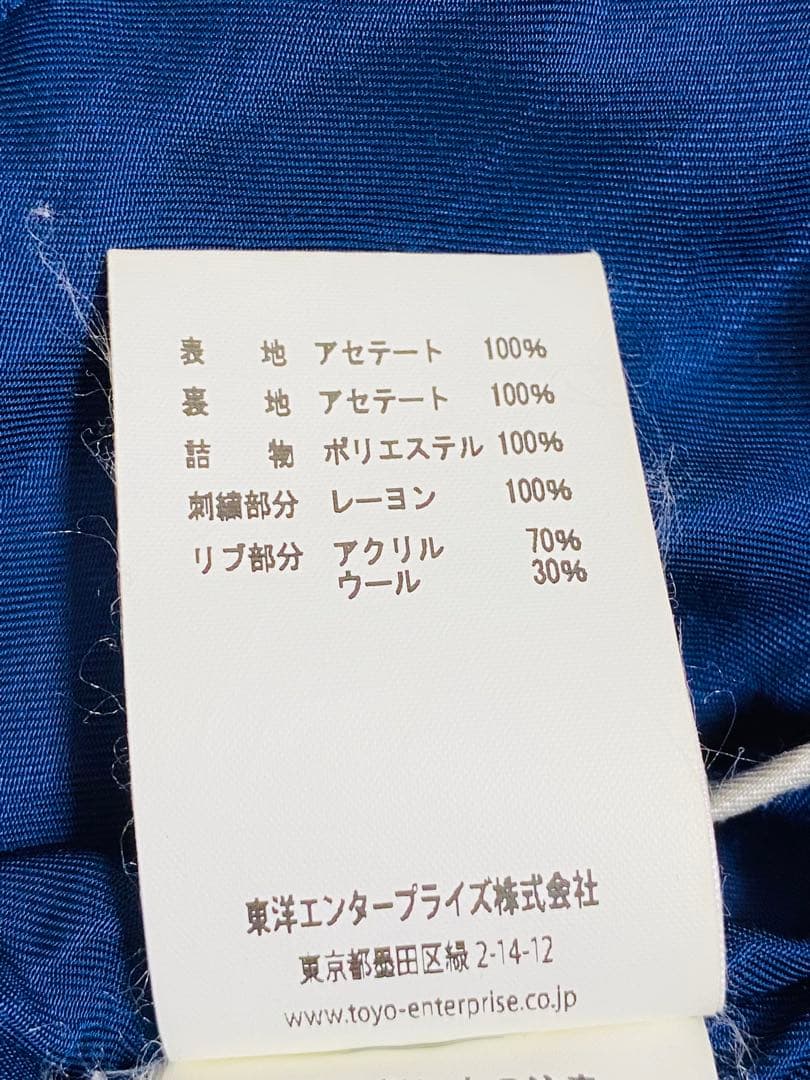 表 地 アセテート 100%
裏 地 アセテート 100%
詰 物 ポリエステル 100%
刺繍部分 レーヨン 100%
リブ部分 アクリル 70%
ウール 30%
東洋エンタープライズ株式会社
東京都墨田区緑 2-14-12
www.toyo-enterprise.co.jp